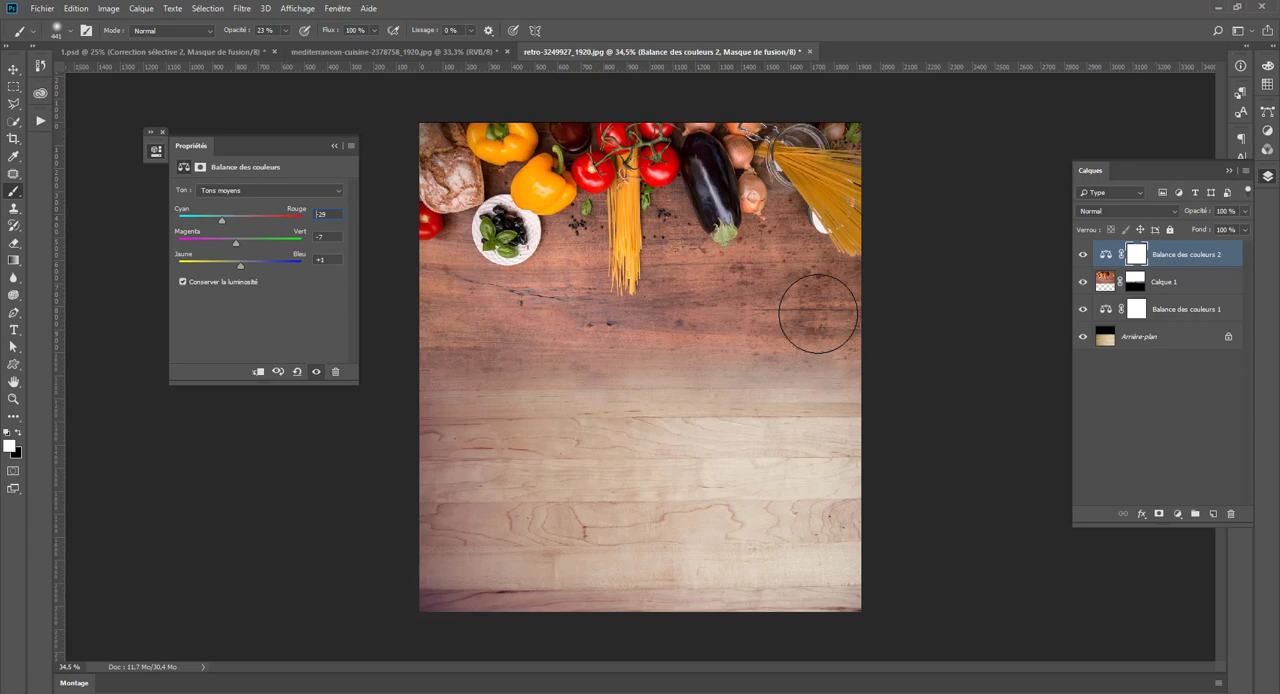 Ps Fichier Edition Image Calque Texte Sélection Filtre 3D Affichage Fenêtre Aide
441 Mode : Normal Opacité : 23 % Flux : 100 % Lissage : 0 %
1.psd @ 25% (Correction sélective 2, Masque de fusion/8) * × mediterranean-cuisine-2378758_1920.jpg @ 33,3% (RVB/8) * × retro-3249927_1920.jpg @ 34,5% (Balance des couleurs 2, Masque de fusion/8) * ×
Propriétés
Balance des couleurs
Ton : Tons moyens
Cyan Rouge -29
Magenta Vert -7
Jaune Bleu +1
Conserver la luminosité
Calques
Type
Normal Opacité : 100 %
Verrou : Fond : 100 %
Balance des couleurs 2
Calque 1
Balance des couleurs 1
Arrière-plan
34,5 % Doc : 11,7 Mo/30,4 Mo
Montage